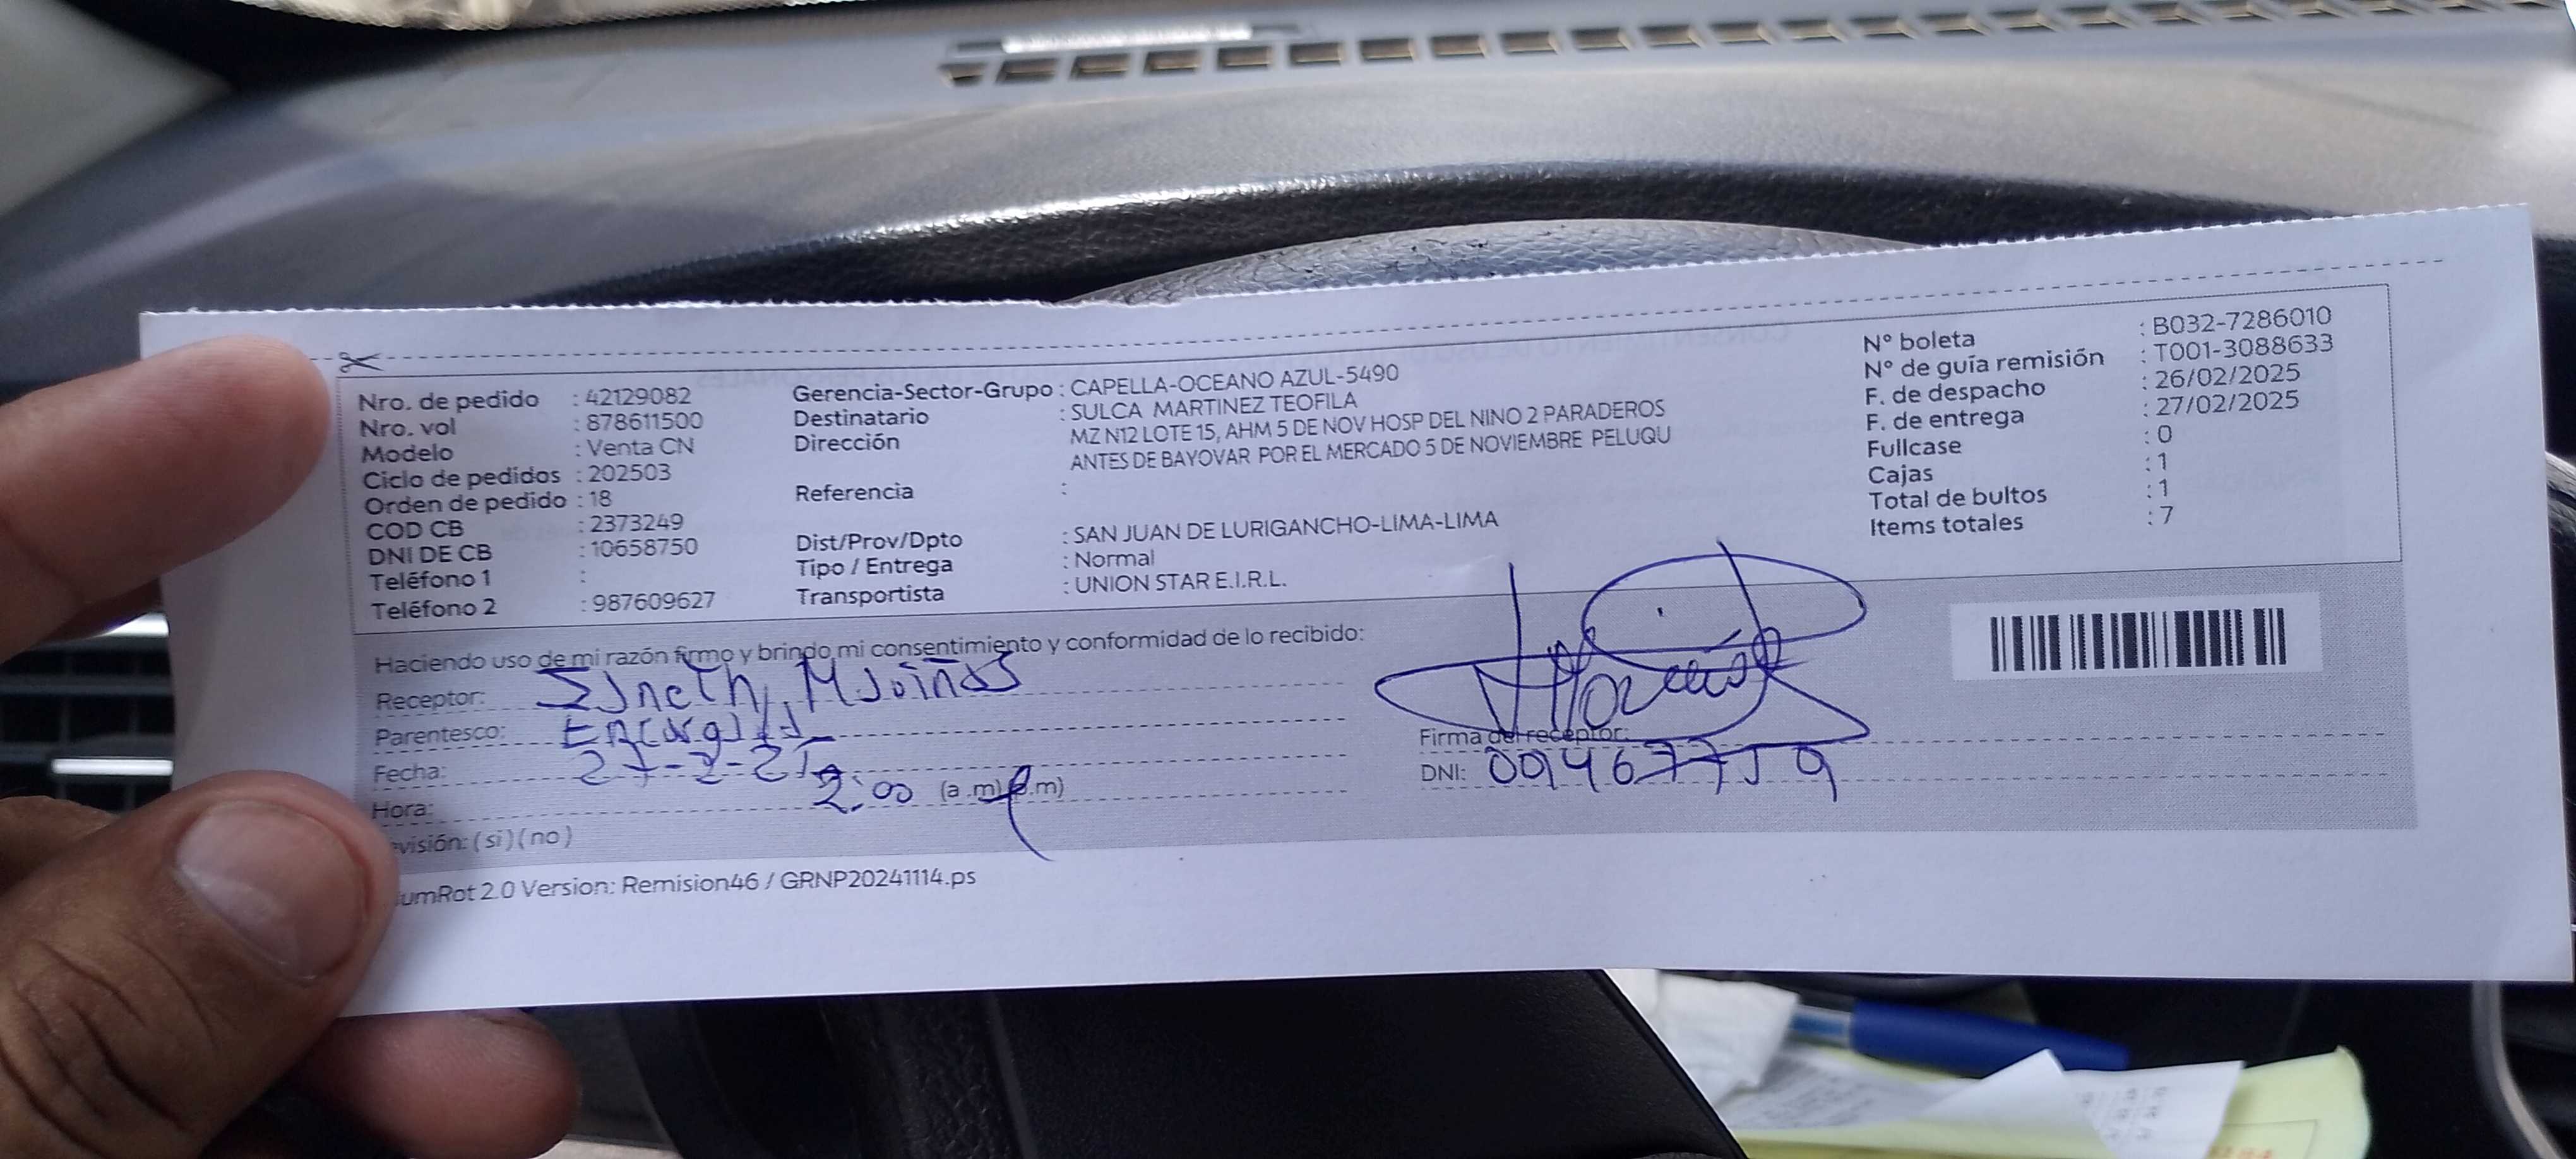 Nro. de pedido : 42129082
Nro. vol : 878611500
Modelo : Venta CN
Ciclo de pedidos : 202503
Orden de pedido : 18
COD CB : 2373249
DNI DE CB : 10658750
Teléfono 1 :
Teléfono 2 : 987609627
Gerencia-Sector-Grupo : CAPELLA-OCEANO AZUL-5490
Destinatario : SULCA MARTINEZ TEOFILA
Dirección MZ N12 LOTE 15, AHM 5 DE NOV HOSP DEL NINO 2 PARADEROS
ANTES DE BAYOVAR POR EL MERCADO 5 DE NOVIEMBRE PELUQU
Referencia :
Dist/Prov/Dpto : SAN JUAN DE LURIGANCHO-LIMA-LIMA
Tipo / Entrega : Normal
Transportista : UNION STAR E.I.R.L.
N° boleta : B032-7286010
N° de guía remisión : T001-3088633
F. de despacho : 26/02/2025
F. de entrega : 27/02/2025
Fullcase : 0
Cajas : 1
Total de bultos : 1
Items totales : 7
Haciendo uso de mi razón firmo y brindo mi consentimiento y conformidad de lo recibido:
Receptor:
Parentesco:
Fecha: 27-2-25
Hora: 2:00 (a.m) (p.m)
Firma del receptor:
DNI: 009467759
visión: ( si ) ( no )
umRot 2.0 Version: Remision46 / GRNP20241114.ps